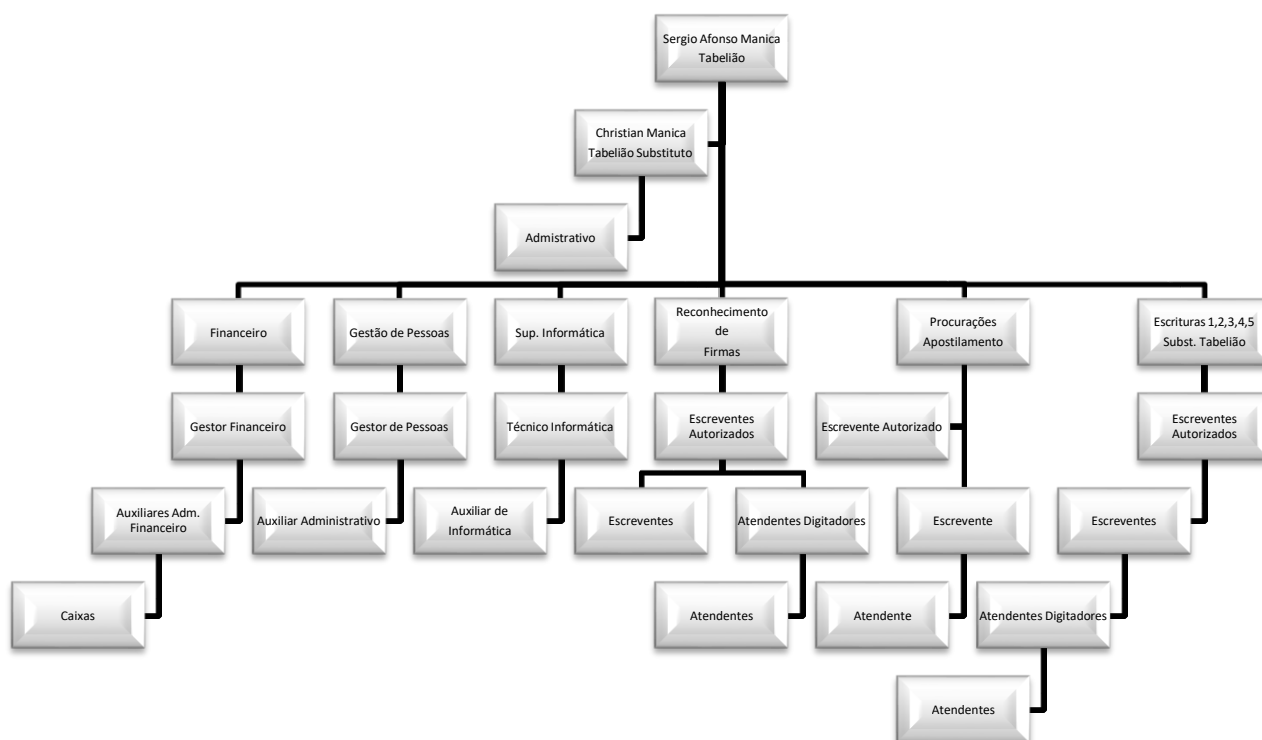 Sergio Afonso Manica
Tabelião
Christian Manica
Tabelião Substituto
Admistrativo
Financeiro
Gestão de Pessoas
Sup. Informática
Reconhecimento
de
Firmas
Procurações
Apostilamento
Escrituras 1,2,3,4,5
Subst. Tabelião
Gestor Financeiro
Gestor de Pessoas
Técnico Informática
Escreventes
Autorizados
Escrevente Autorizado
Escreventes
Autorizados
Auxiliares Adm.
Financeiro
Auxiliar Administrativo
Auxiliar de
Informática
Escreventes
Atendentes Digitadores
Escrevente
Escreventes
Caixas
Atendentes
Atendente
Atendentes Digitadores
Atendentes